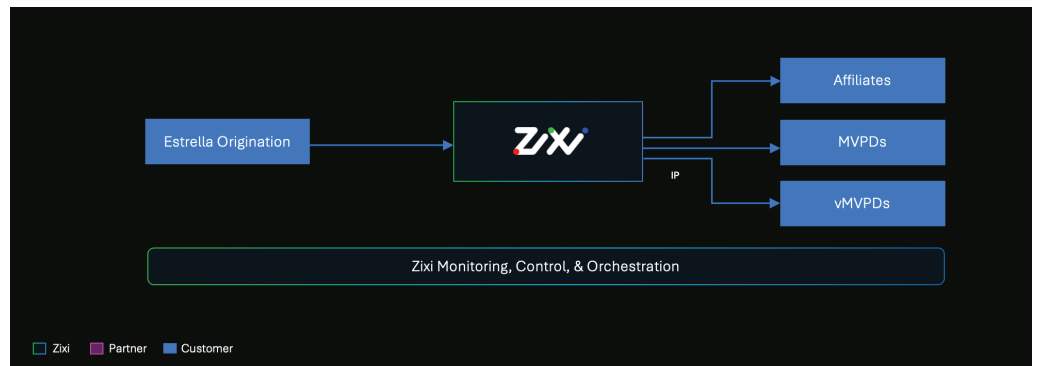 Affiliates
Estrella Origination
ZiXi
MVPDs
IP
vMVPDs
Zixi Monitoring, Control, & Orchestration
Zixi
Partner
Customer